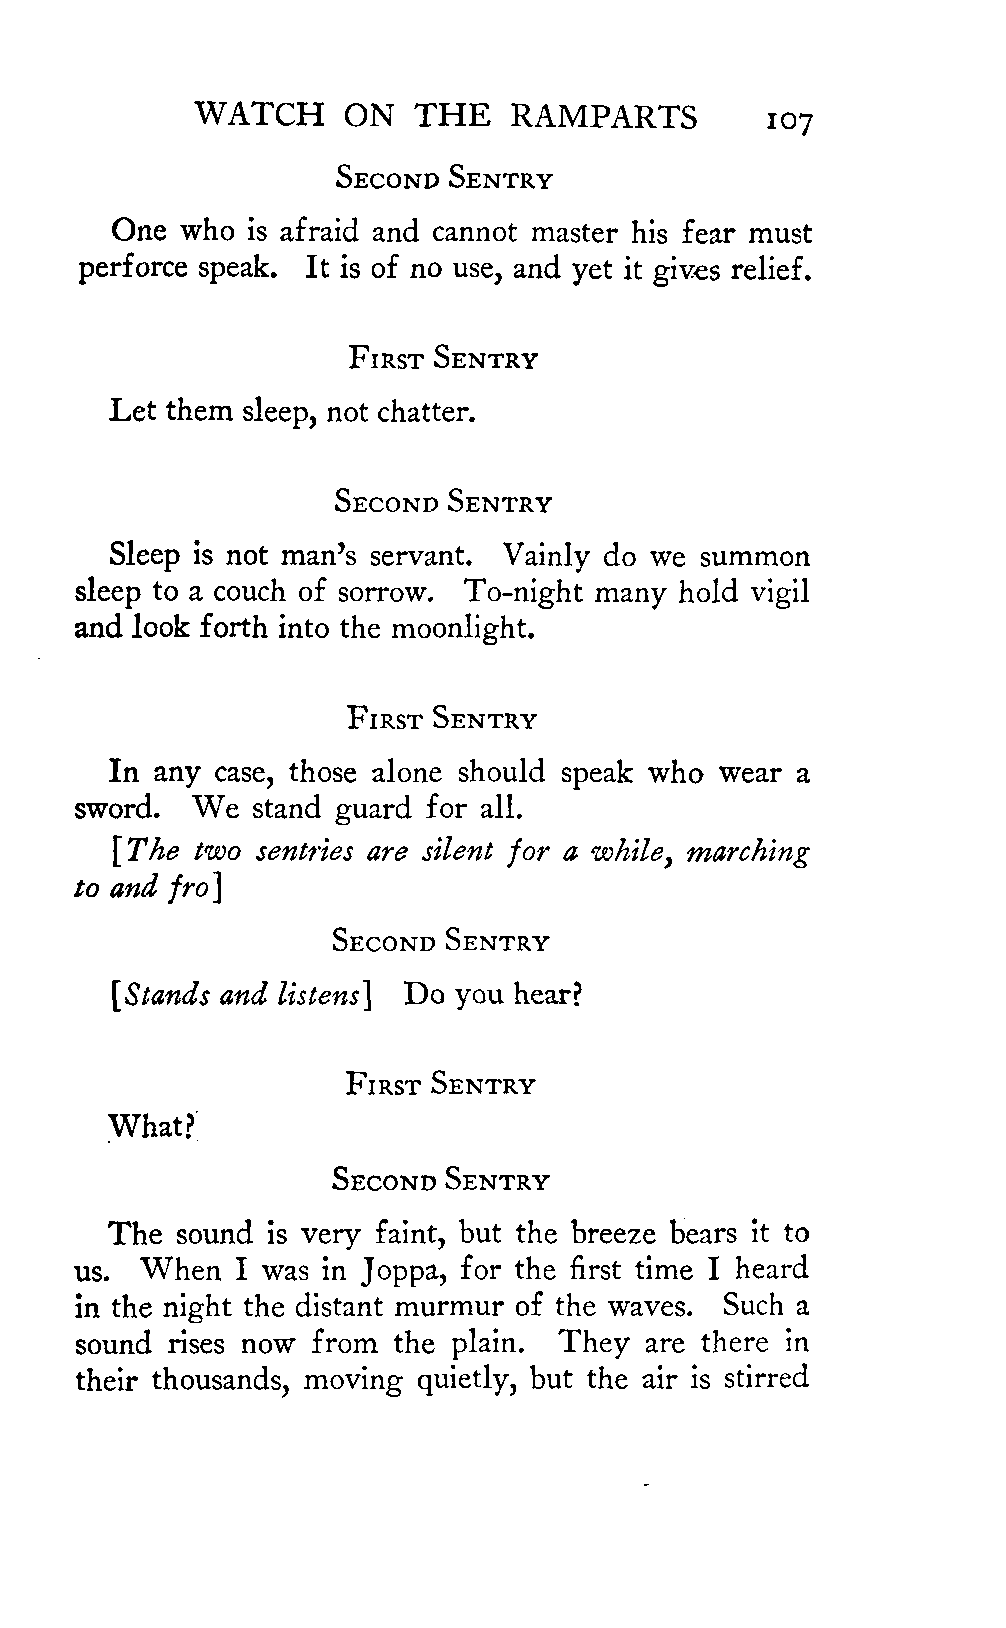 WATCH ON THE RAMPARTS 107
SECOND SENTRY
One who is afraid and cannot master his fear must
perforce speak. It is of no use, and yet it gives relief.
FIRST SENTRY
Let them sleep, not chatter.
SECOND SENTRY
Sleep is not man's servant. Vainly do we summon
sleep to a couch of sorrow. To-night many hold vigil
and look forth into the moonlight.
FIRST SENTRY
In any case, those alone should speak who wear a
sword. We stand guard for all.
[The two sentries are silent for a while, marching
to and fro]
SECOND SENTRY
[Stands and listens] Do you hear?
FIRST SENTRY
What?
SECOND SENTRY
The sound is very faint, but the breeze bears it to
us. When I was in Joppa, for the first time I heard
in the night the distant murmur of the waves. Such a
sound rises now from the plain. They are there in
their thousands, moving quietly, but the air is stirred